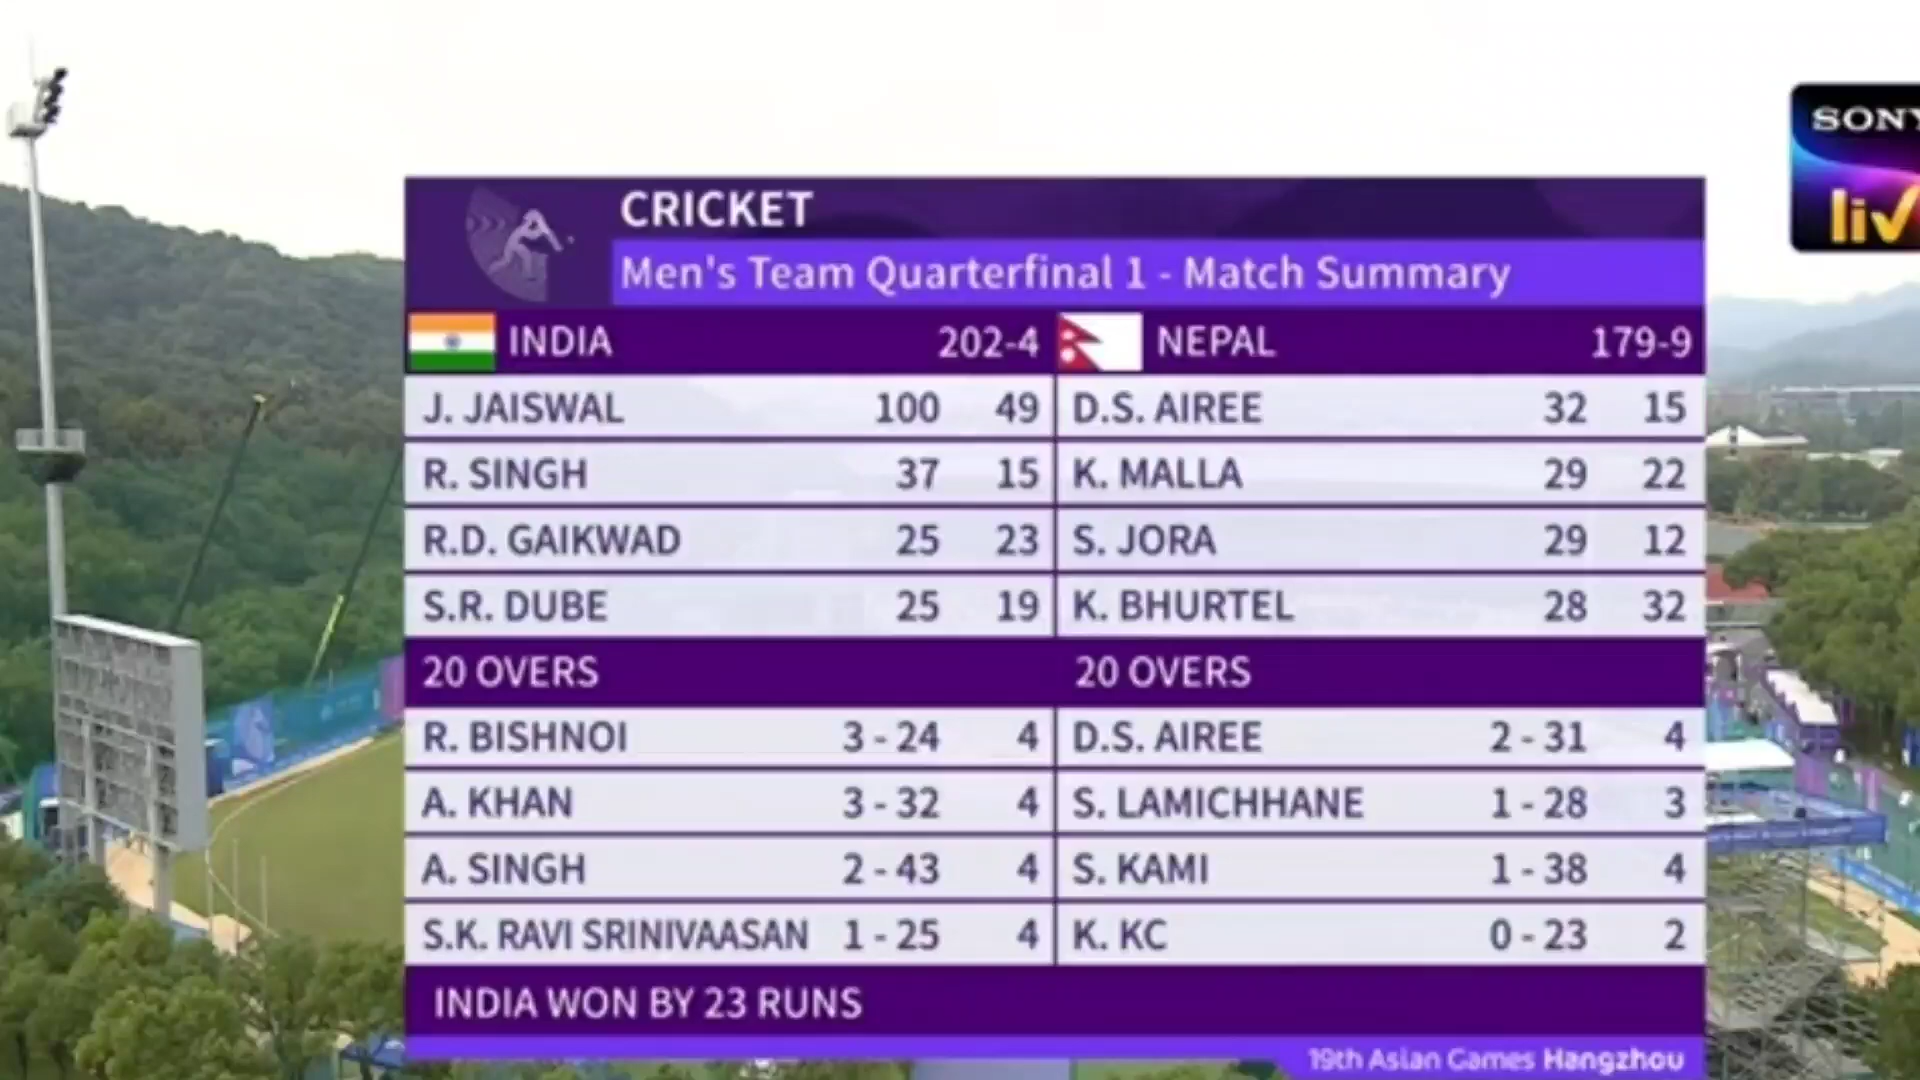 SONY
liv
CRICKET
Men's Team Quarterfinal 1 - Match Summary
INDIA 202-4 NEPAL 179-9
J. JAISWAL 100 49 D.S. AIREE 32 15
R. SINGH 37 15 K. MALLA 29 22
R.D. GAIKWAD 25 23 S. JORA 29 12
S.R. DUBE 25 19 K. BHURTEL 28 32
20 OVERS 20 OVERS
R. BISHNOI 3 - 24 4 D.S. AIREE 2 - 31 4
A. KHAN 3 - 32 4 S. LAMICHHANE 1 - 28 3
A. SINGH 2 - 43 4 S. KAMI 1 - 38 4
S.K. RAVI SRINIVAASAN 1 - 25 4 K. KC 0 - 23 2
INDIA WON BY 23 RUNS
19th Asian Games Hangzhou